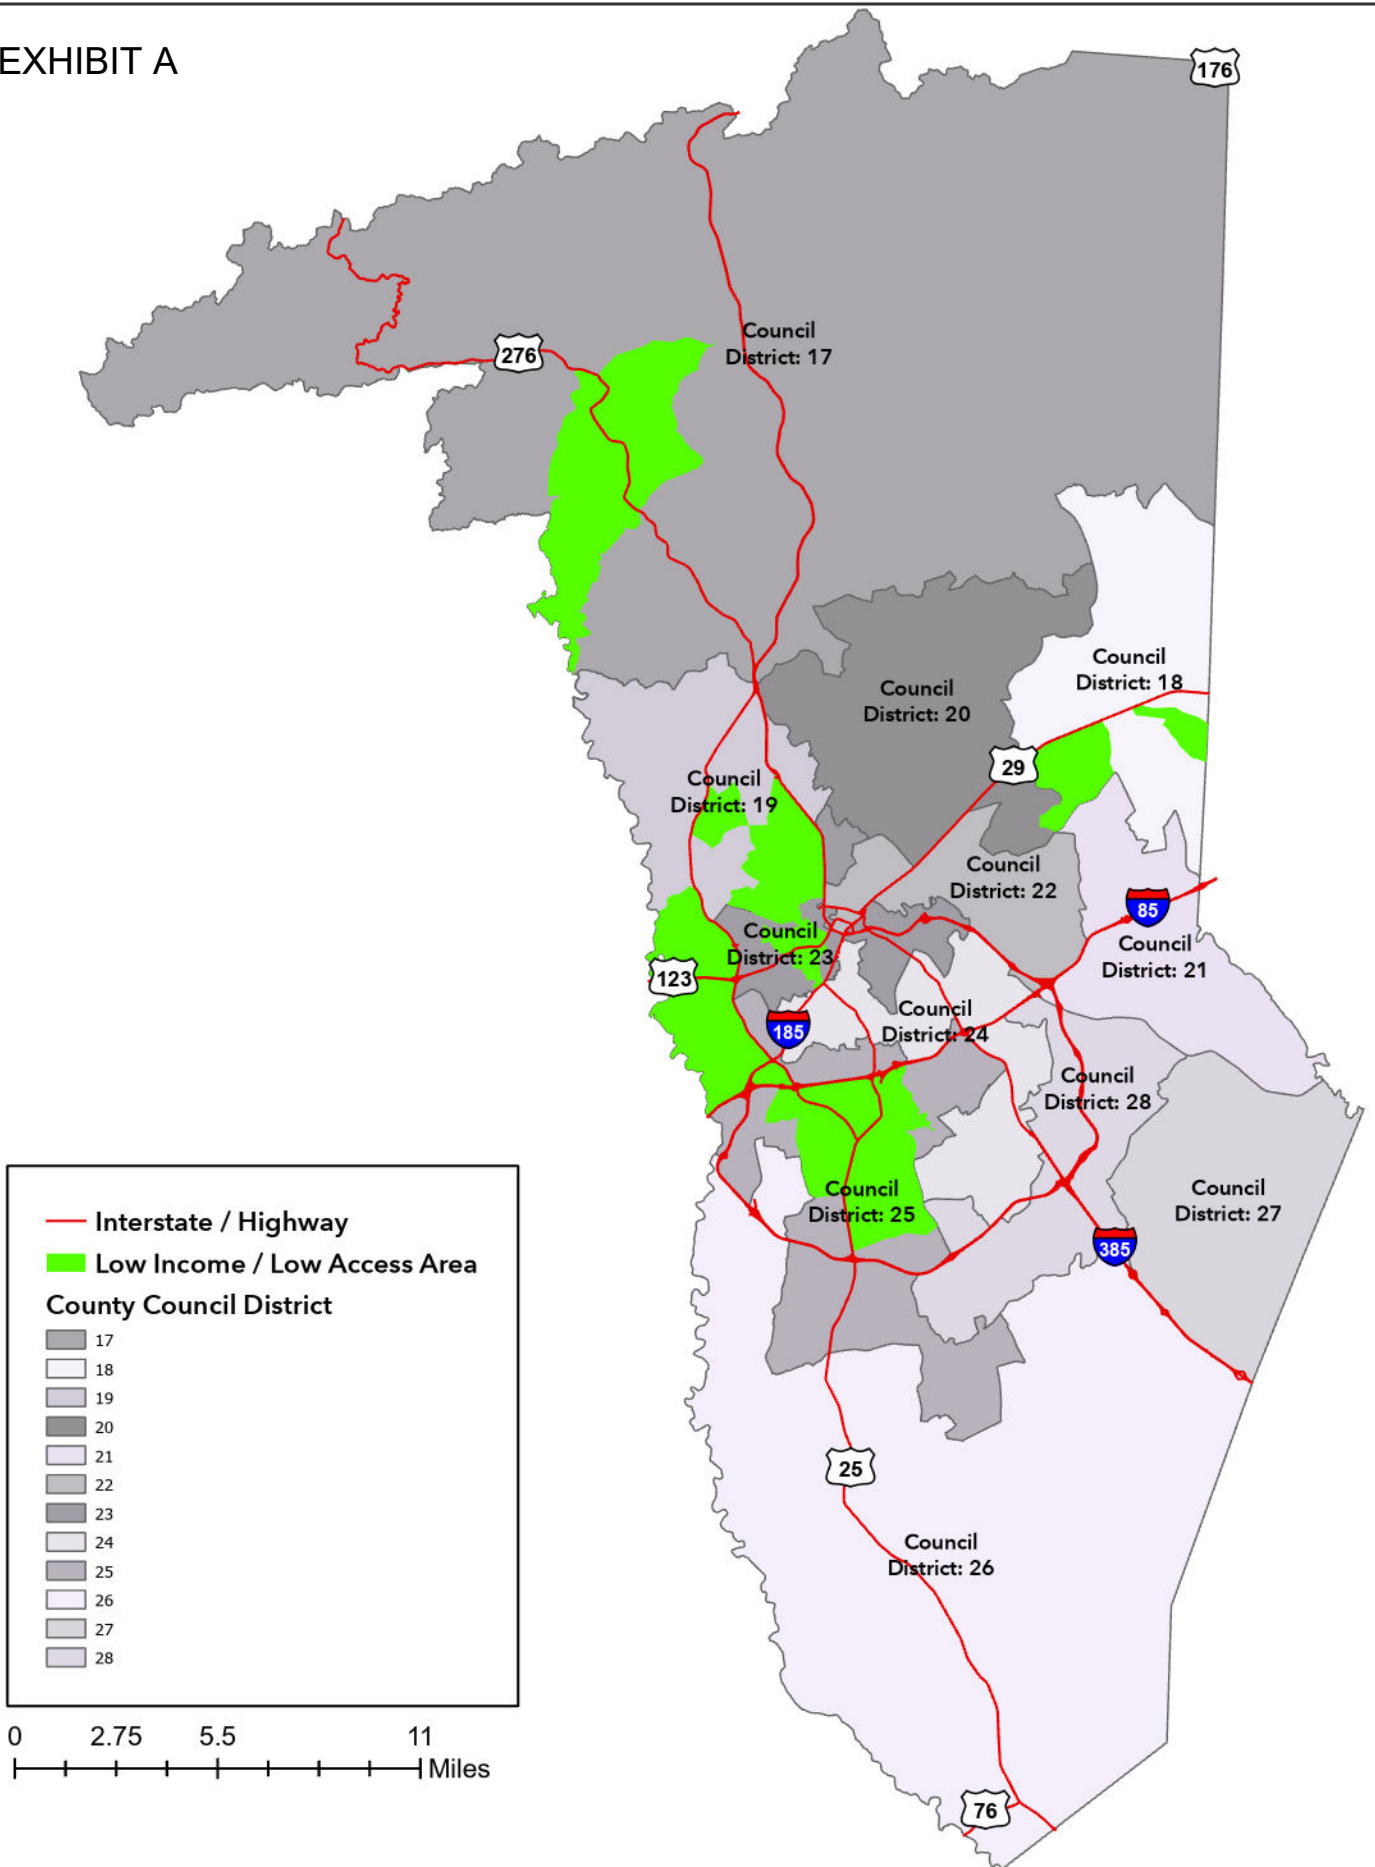 EXHIBIT A
176
276
Council
District: 17
Council
District: 18
Council
District: 20
29
Council
District: 19
Council
District: 22
85
Council
District: 23
Council
District: 21
123
185
Council
District: 24
Council
District: 28
Council
District: 25
Council
District: 27
385
25
Council
District: 26
76
Interstate / Highway
Low Income / Low Access Area
County Council District
17
18
19
20
21
22
23
24
25
26
27
28
0 2.75 5.5 11
Miles